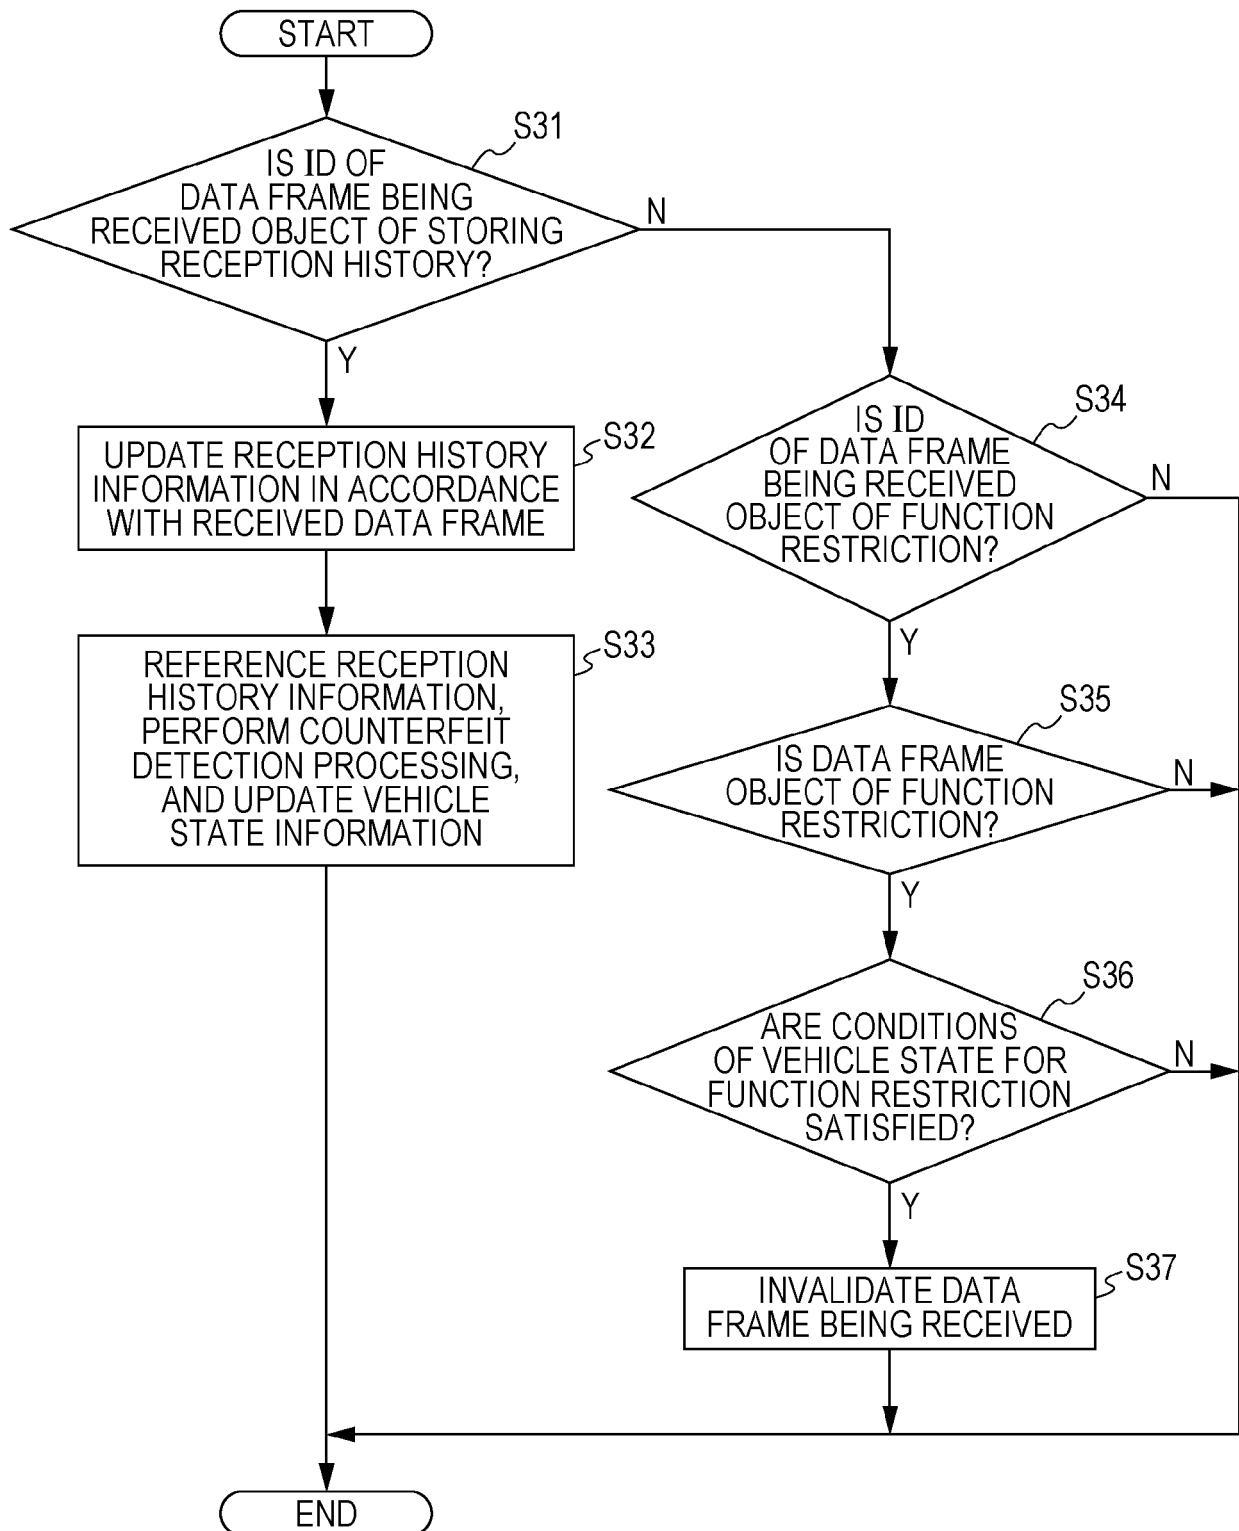 START
S31
IS ID OF
DATA FRAME BEING
RECEIVED OBJECT OF STORING
RECEPTION HISTORY?
N
Y
S32
UPDATE RECEPTION HISTORY
INFORMATION IN ACCORDANCE
WITH RECEIVED DATA FRAME
S33
REFERENCE RECEPTION
HISTORY INFORMATION,
PERFORM COUNTERFEIT
DETECTION PROCESSING,
AND UPDATE VEHICLE
STATE INFORMATION
S34
IS ID
OF DATA FRAME
BEING RECEIVED
OBJECT OF FUNCTION
RESTRICTION?
N
Y
S35
IS DATA FRAME
OBJECT OF FUNCTION
RESTRICTION?
N
Y
S36
ARE CONDITIONS
OF VEHICLE STATE FOR
FUNCTION RESTRICTION
SATISFIED?
N
Y
S37
INVALIDATE DATA
FRAME BEING RECEIVED
END